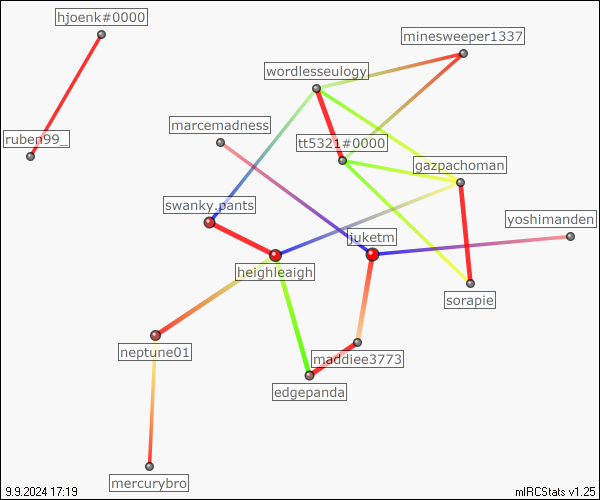 hjoenk#0000
minesweeper1337
wordlesseulogy
marcemadness
ruben99_
tt5321#0000
gazpachoman
swanky.pants
yoshimanden
juketm
heighleaigh
sorapie
neptune01
maddiee3773
edgepanda
mercurybro
9.9.2024 17:19
mIRCStats v1.25